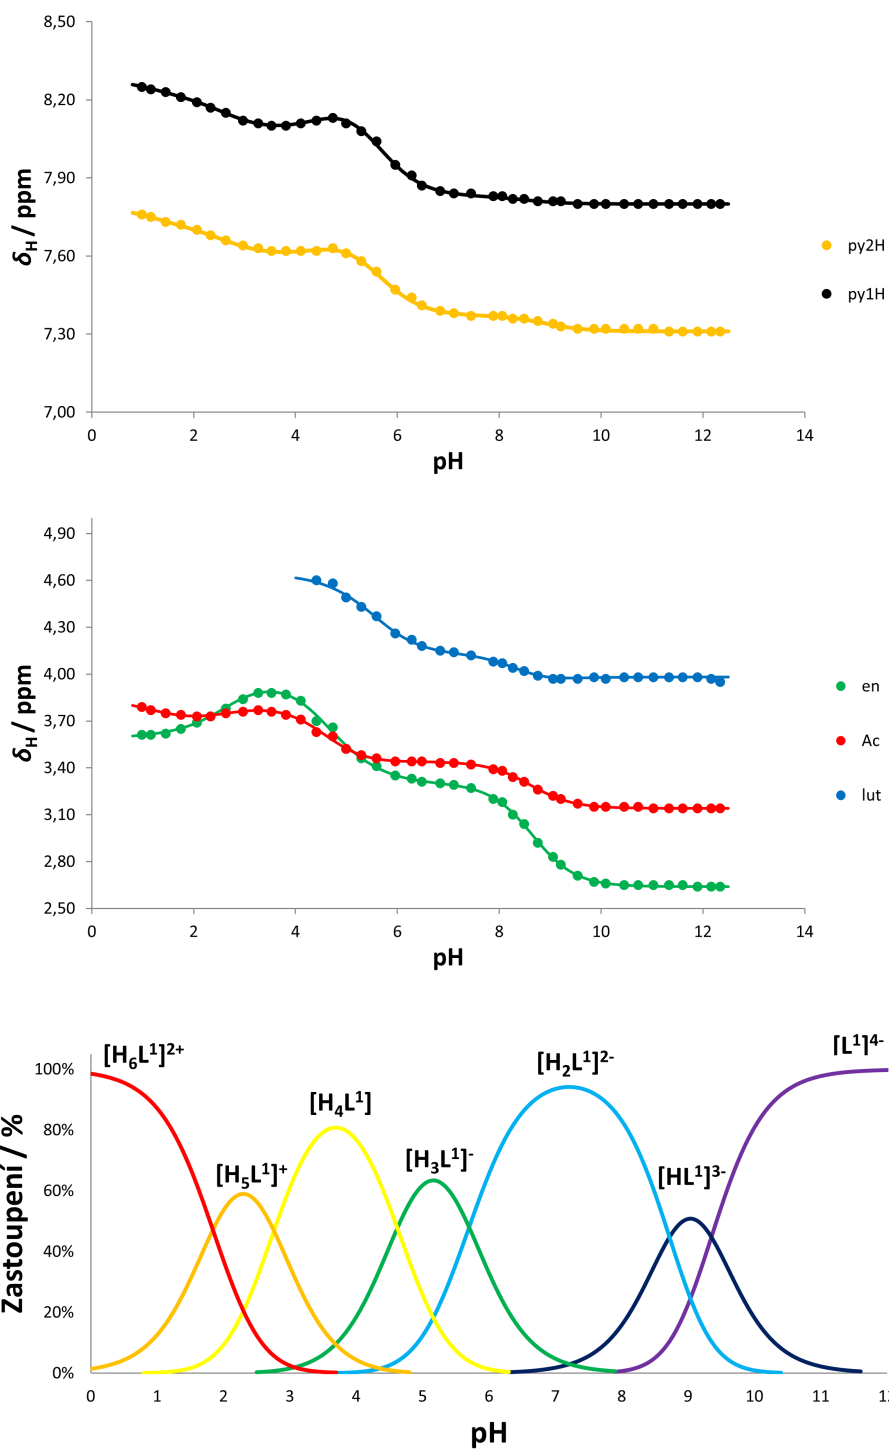 8,50
8,20
7,90
7,60
7,30
7,00
δH / ppm
0 2 4 6 8 10 12 14
pH
py2H
py1H
4,90
4,60
4,30
4,00
3,70
3,40
3,10
2,80
2,50
δH / ppm
0 2 4 6 8 10 12 14
pH
en
Ac
lut
[H6L1]2+
[H5L1]+
[H4L1]
[H3L1]-
[H2L1]2-
[HL1]3-
[L1]4-
100%
80%
60%
40%
20%
0%
Zastoupení / %
0 1 2 3 4 5 6 7 8 9 10 11 12
pH